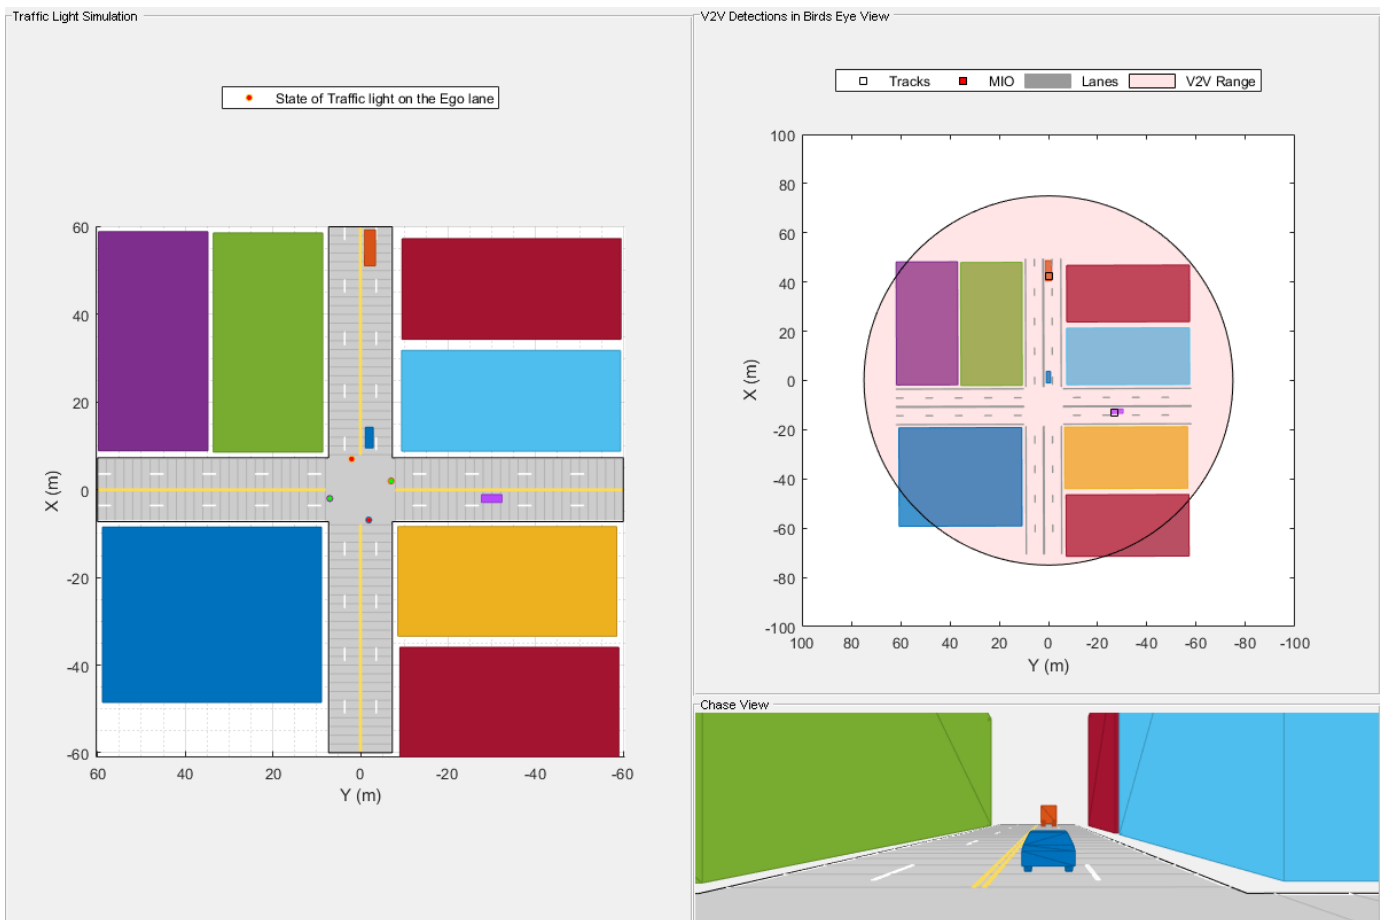 Traffic Light Simulation
State of Traffic light on the Ego lane
60
40
20
0
-20
-40
-60
X (m)
60 40 20 0 -20 -40 -60
Y (m)
V2V Detections in Birds Eye View
Tracks MIO Lanes V2V Range
100
80
60
40
20
0
-20
-40
-60
-80
-100
X (m)
100 80 60 40 20 0 -20 -40 -60 -80 -100
Y (m)
Chase View